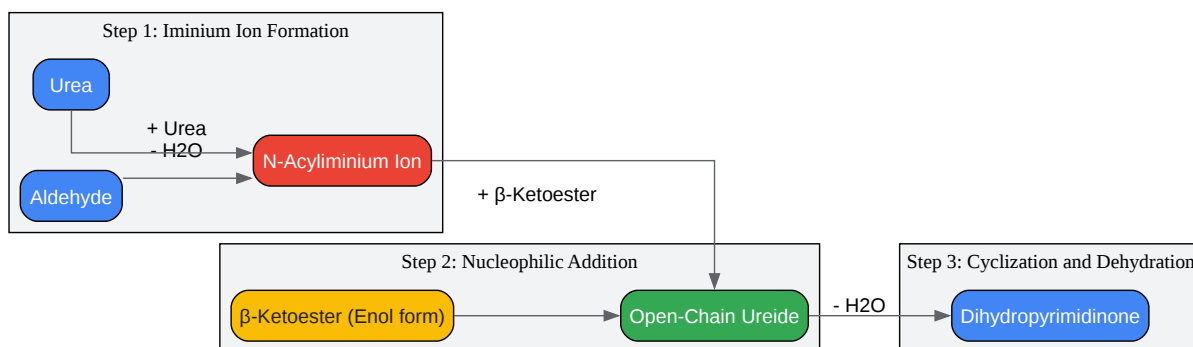 Step 1: Iminium Ion Formation
Urea
+ Urea
- H2O
N-Acyliminium Ion
Aldehyde
+ β-Ketoester
Step 2: Nucleophilic Addition
β-Ketoester (Enol form)
Open-Chain Ureide
- H2O
Step 3: Cyclization and Dehydration
Dihydropyrimidinone